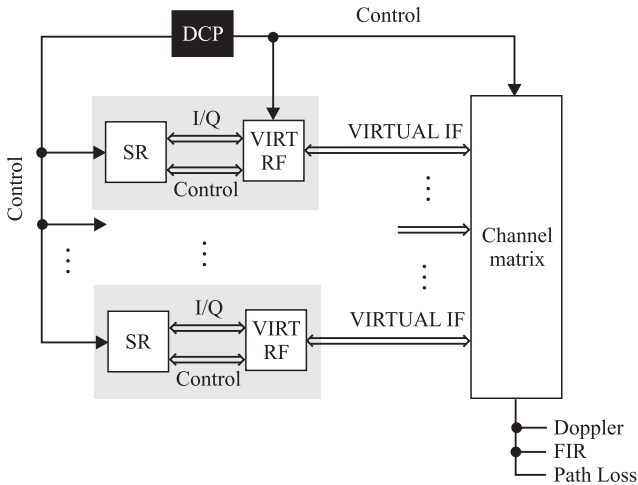 Control
DCP
I/Q
VIRTUAL IF
SR
VIRT
RF
Control
Control
Channel
matrix
I/Q
VIRTUAL IF
SR
VIRT
RF
Control
Doppler
FIR
Path Loss